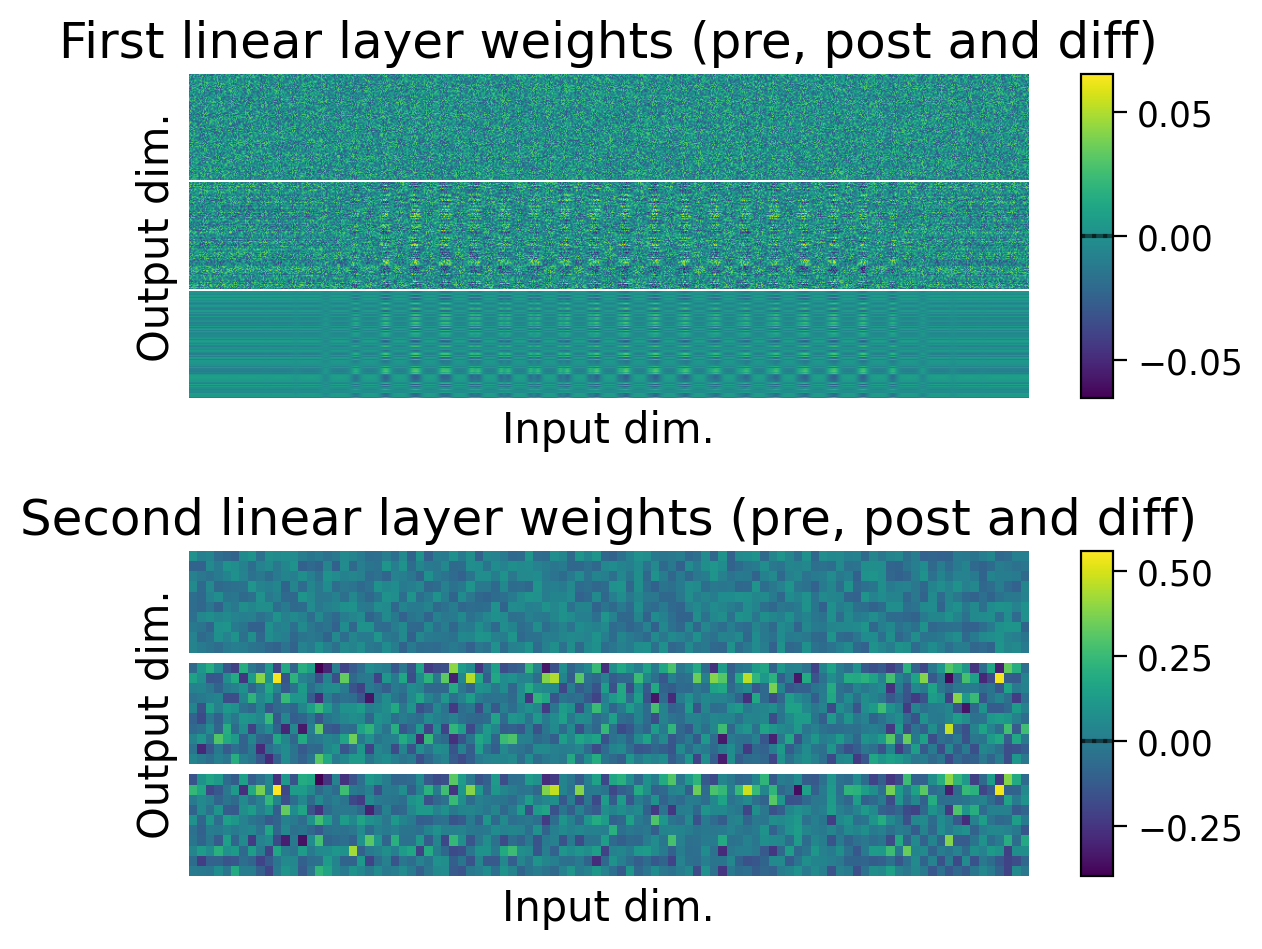 First linear layer weights (pre, post and diff)
Output dim.
0.05
0.00
−0.05
Input dim.
Second linear layer weights (pre, post and diff)
Output dim.
0.50
0.25
0.00
−0.25
Input dim.